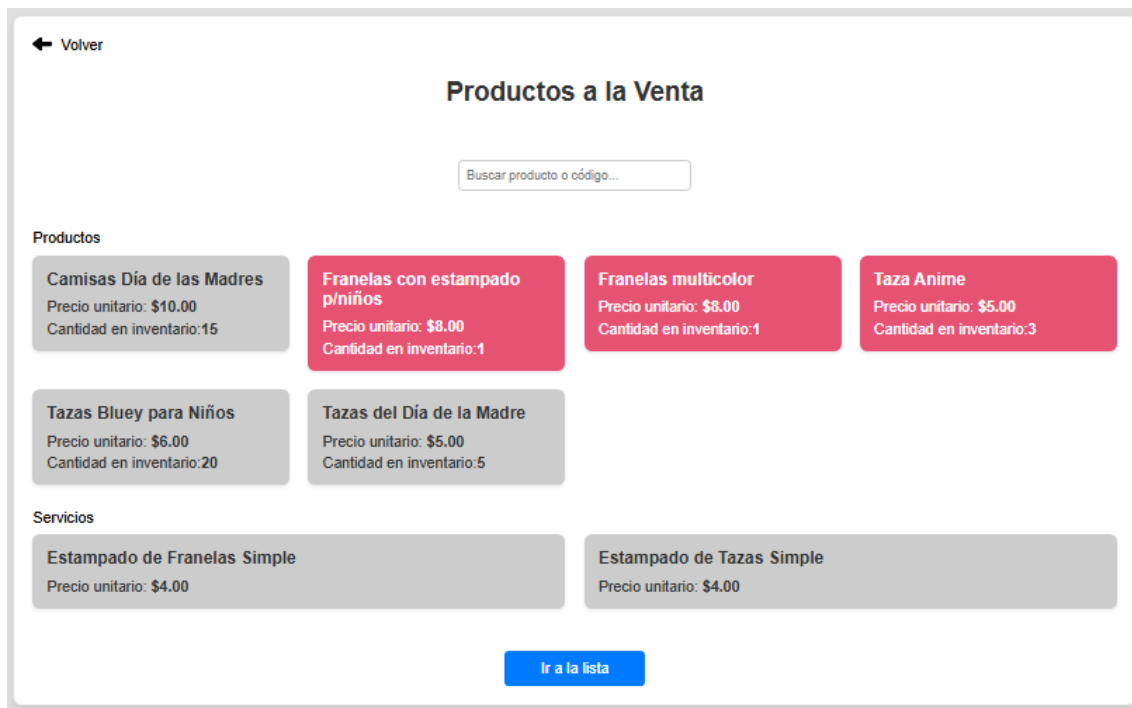 Volver
Productos a la Venta
Buscar producto o código...
Productos
Camisas Día de las Madres
Precio unitario: $10.00
Cantidad en inventario:15
Franelas con estampado
p/niños
Precio unitario: $8.00
Cantidad en inventario:1
Franelas multicolor
Precio unitario: $8.00
Cantidad en inventario:1
Taza Anime
Precio unitario: $5.00
Cantidad en inventario:3
Tazas Bluey para Niños
Precio unitario: $6.00
Cantidad en inventario:20
Tazas del Día de la Madre
Precio unitario: $5.00
Cantidad en inventario:5
Servicios
Estampado de Franelas Simple
Precio unitario: $4.00
Estampado de Tazas Simple
Precio unitario: $4.00
Ir a la lista